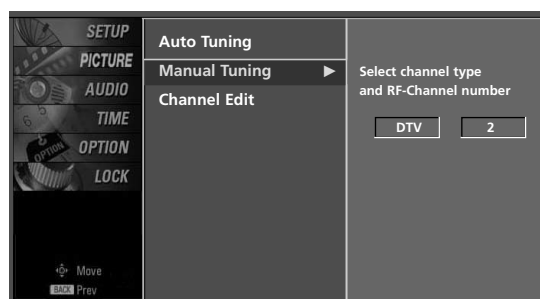 SETUP
PICTURE
AUDIO
TIME
OPTION
LOCK
Move
BACK Prev
Auto Tuning
Manual Tuning ▶
Channel Edit
Select channel type
and RF-Channel number
DTV 2